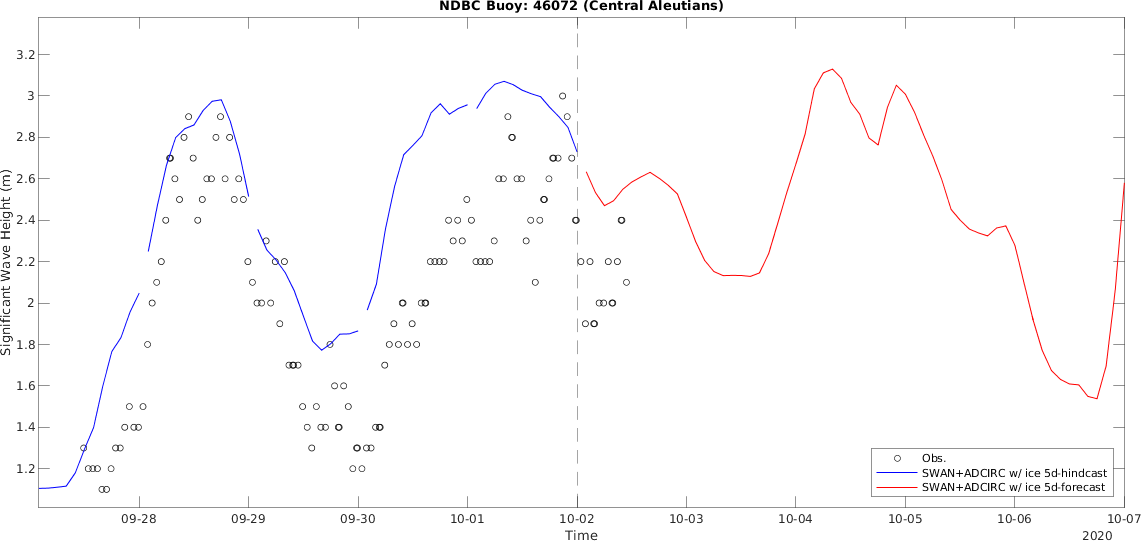 NDBC Buoy: 46072 (Central Aleutians)
Significant Wave Height (m)
3.2
3
2.8
2.6
2.4
2.2
2
1.8
1.6
1.4
1.2
Obs.
SWAN+ADCIRC w/ ice 5d-hindcast
SWAN+ADCIRC w/ ice 5d-forecast
09-28 09-29 09-30 10-01 10-02 10-03 10-04 10-05 10-06 10-07
Time
2020